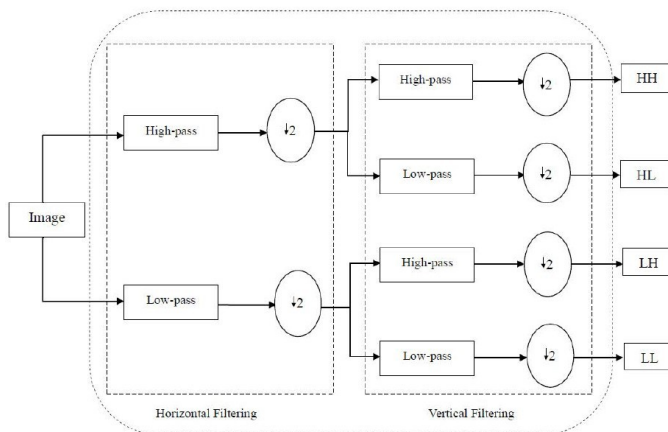 High-pass
↓2
HH
High-pass
↓2
Low-pass
↓2
HL
Image
High-pass
↓2
LH
Low-pass
↓2
Low-pass
↓2
LL
Horizontal Filtering
Vertical Filtering